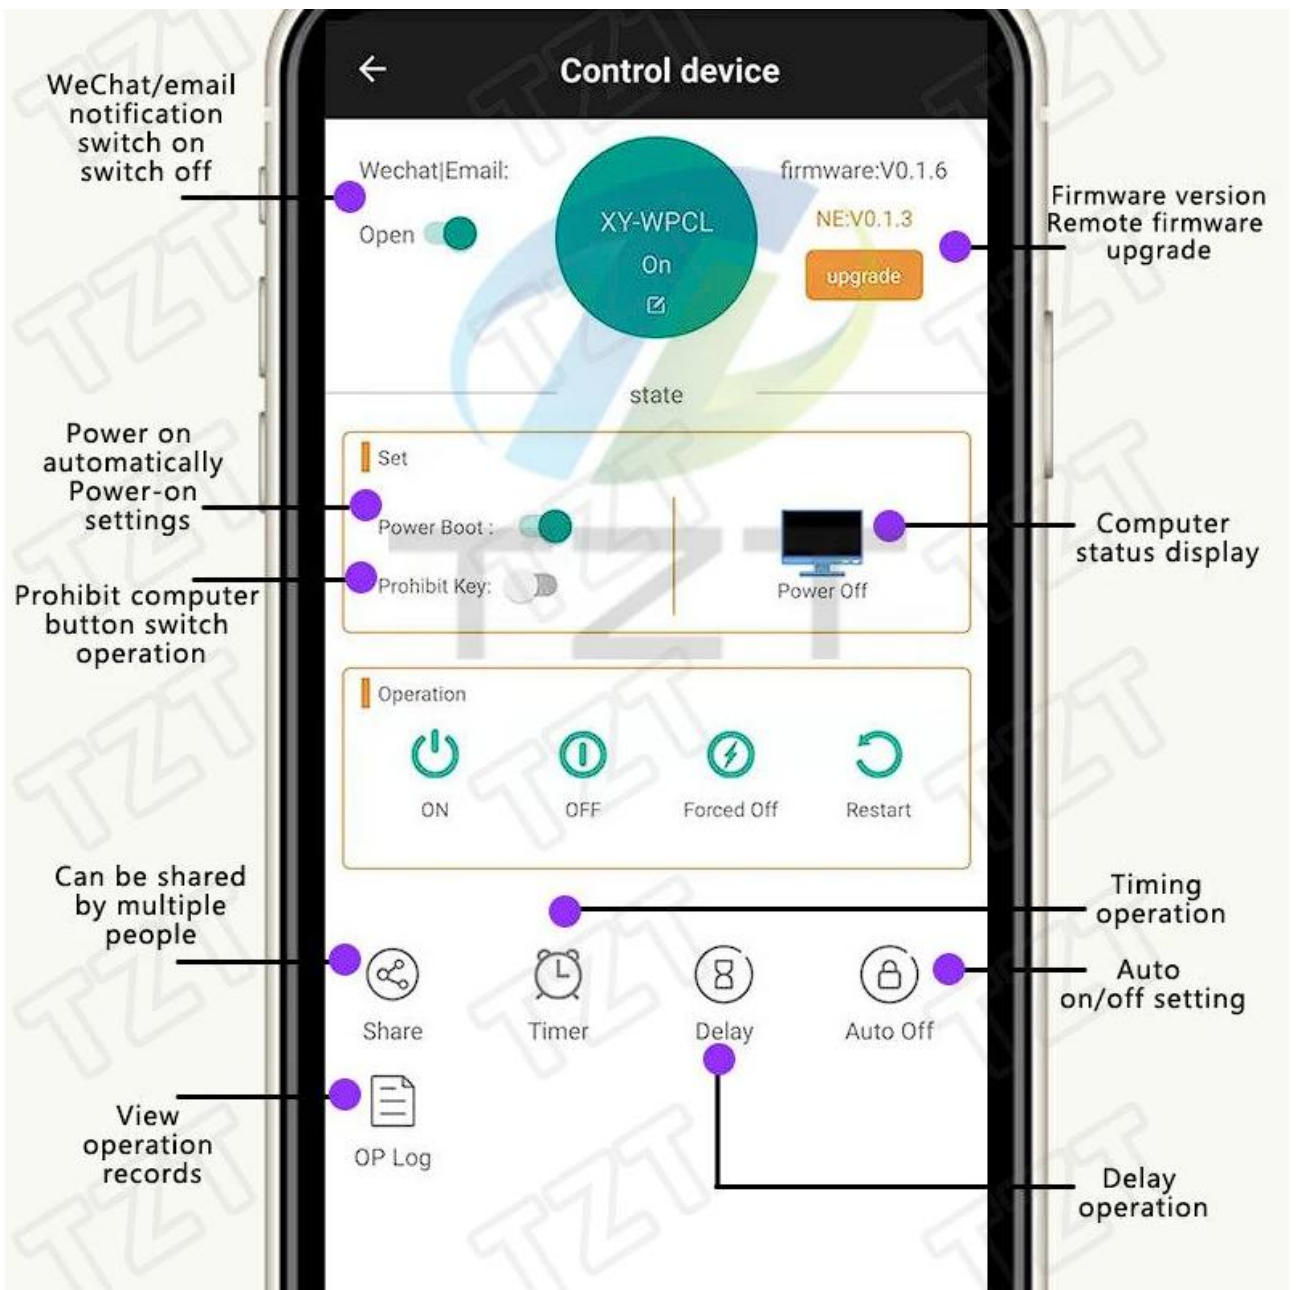 Control device
WeChat/email
notification
switch on
switch off
Wechat|Email:
Open
XY-WPCL
On
firmware:V0.1.6
NE:V0.1.3
upgrade
Firmware version
Remote firmware
upgrade
state
Power on
automatically
Power-on
settings
Set
Power Boot :
Prohibit Key:
Power Off
Computer
status display
Prohibit computer
button switch
operation
Operation
ON
OFF
Forced Off
Restart
Can be shared
by multiple
people
Timing
operation
Auto
on/off setting
Share
Timer
Delay
Auto Off
View
operation
records
OP Log
Delay
operation
TZT